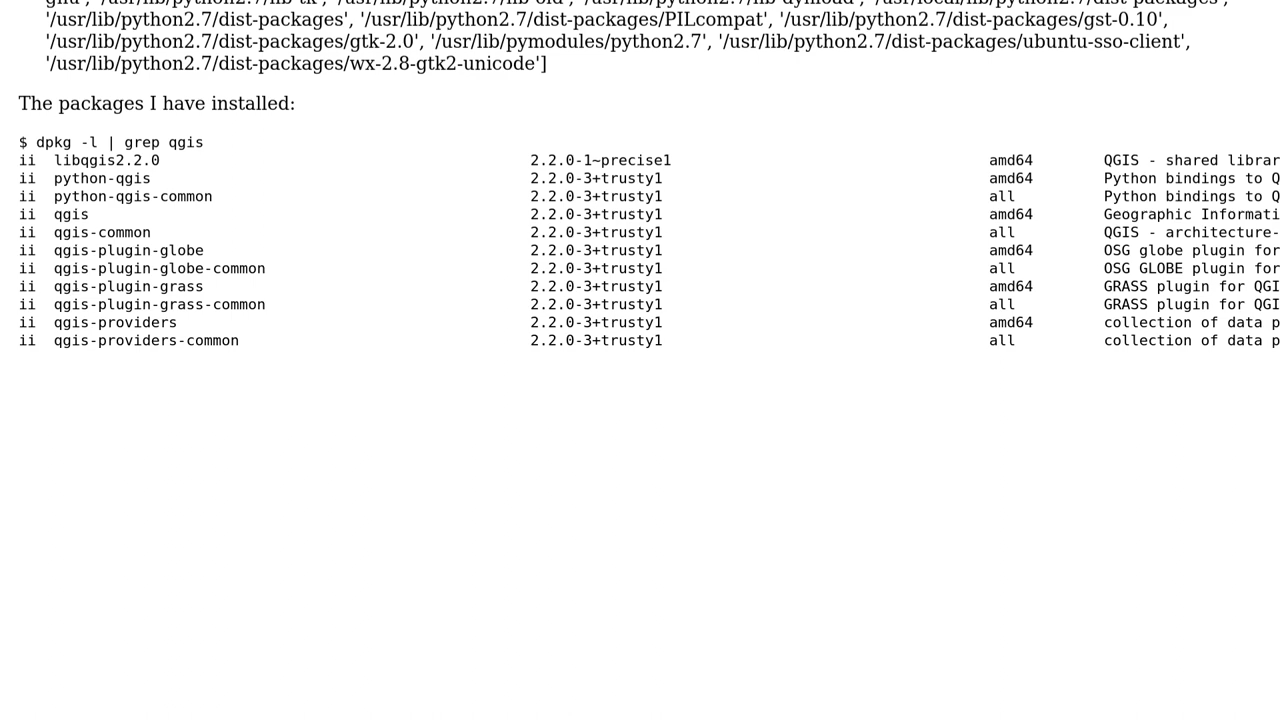 '/usr/lib/python2.7/dist-packages', '/usr/lib/python2.7/dist-packages/PILcompat', '/usr/lib/python2.7/dist-packages/gst-0.10',
'/usr/lib/python2.7/dist-packages/gtk-2.0', '/usr/lib/pymodules/python2.7', '/usr/lib/python2.7/dist-packages/ubuntu-sso-client',
'/usr/lib/python2.7/dist-packages/wx-2.8-gtk2-unicode']
The packages I have installed:
$ dpkg -l | grep qgis
ii  libqgis2.2.0  2.2.0-1~precise1  amd64  QGIS - shared librar
ii  python-qgis  2.2.0-3+trusty1  amd64  Python bindings to Q
ii  python-qgis-common  2.2.0-3+trusty1  all  Python bindings to Q
ii  qgis  2.2.0-3+trusty1  amd64  Geographic Informati
ii  qgis-common  2.2.0-3+trusty1  all  QGIS - architecture-
ii  qgis-plugin-globe  2.2.0-3+trusty1  amd64  OSG globe plugin for
ii  qgis-plugin-globe-common  2.2.0-3+trusty1  all  OSG GLOBE plugin for
ii  qgis-plugin-grass  2.2.0-3+trusty1  amd64  GRASS plugin for QGI
ii  qgis-plugin-grass-common  2.2.0-3+trusty1  all  GRASS plugin for QGI
ii  qgis-providers  2.2.0-3+trusty1  amd64  collection of data p
ii  qgis-providers-common  2.2.0-3+trusty1  all  collection of data p